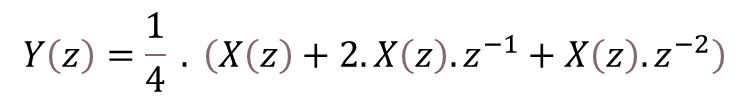 Y(z) = 1/4 . (X(z) + 2. X(z). z⁻¹ + X(z). z⁻²)